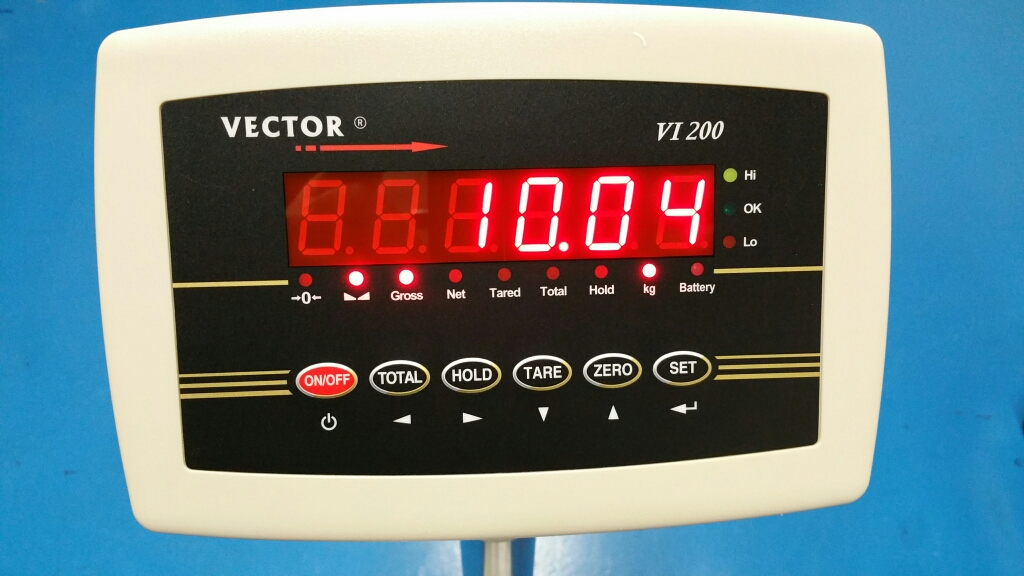 VECTOR ®
VI 200
10.04
Hi
OK
Lo
→0← Gross Net Tared Total Hold kg Battery
ON/OFF TOTAL HOLD TARE ZERO SET